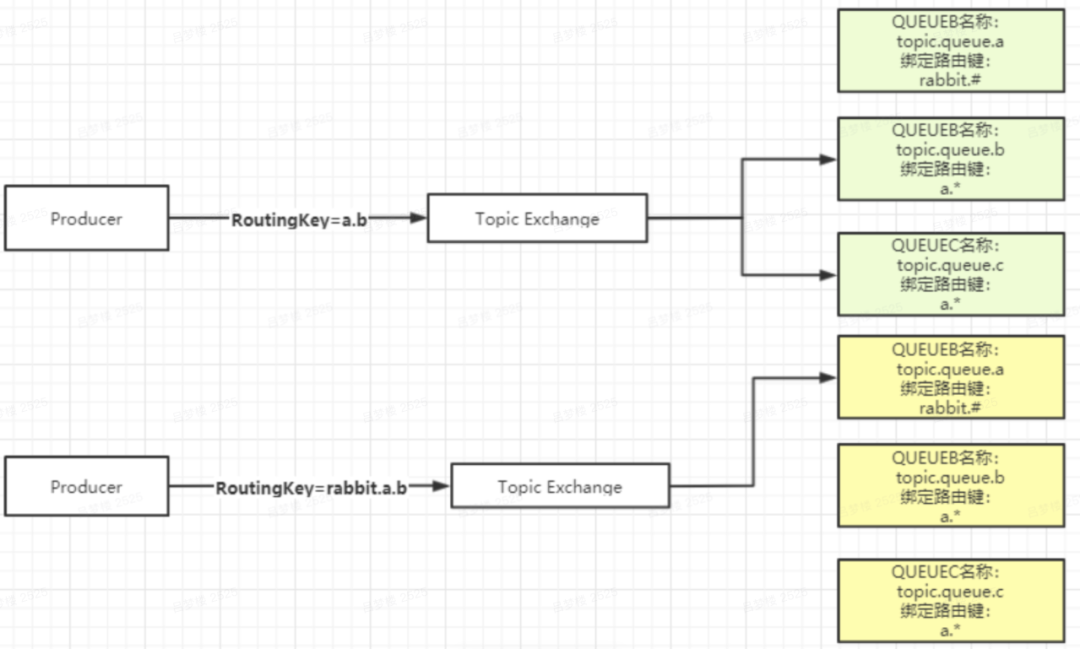 QUEUEB名称：
topic.queue.a
绑定路由键：
rabbit.#
QUEUEB名称：
topic.queue.b
绑定路由键：
a.*
Producer
RoutingKey=a.b
Topic Exchange
QUEUEC名称：
topic.queue.c
绑定路由键：
a.*
QUEUEB名称：
topic.queue.a
绑定路由键：
rabbit.#
QUEUEB名称：
topic.queue.b
绑定路由键：
a.*
Producer
RoutingKey=rabbit.a.b
Topic Exchange
QUEUEC名称：
topic.queue.c
绑定路由键：
a.*